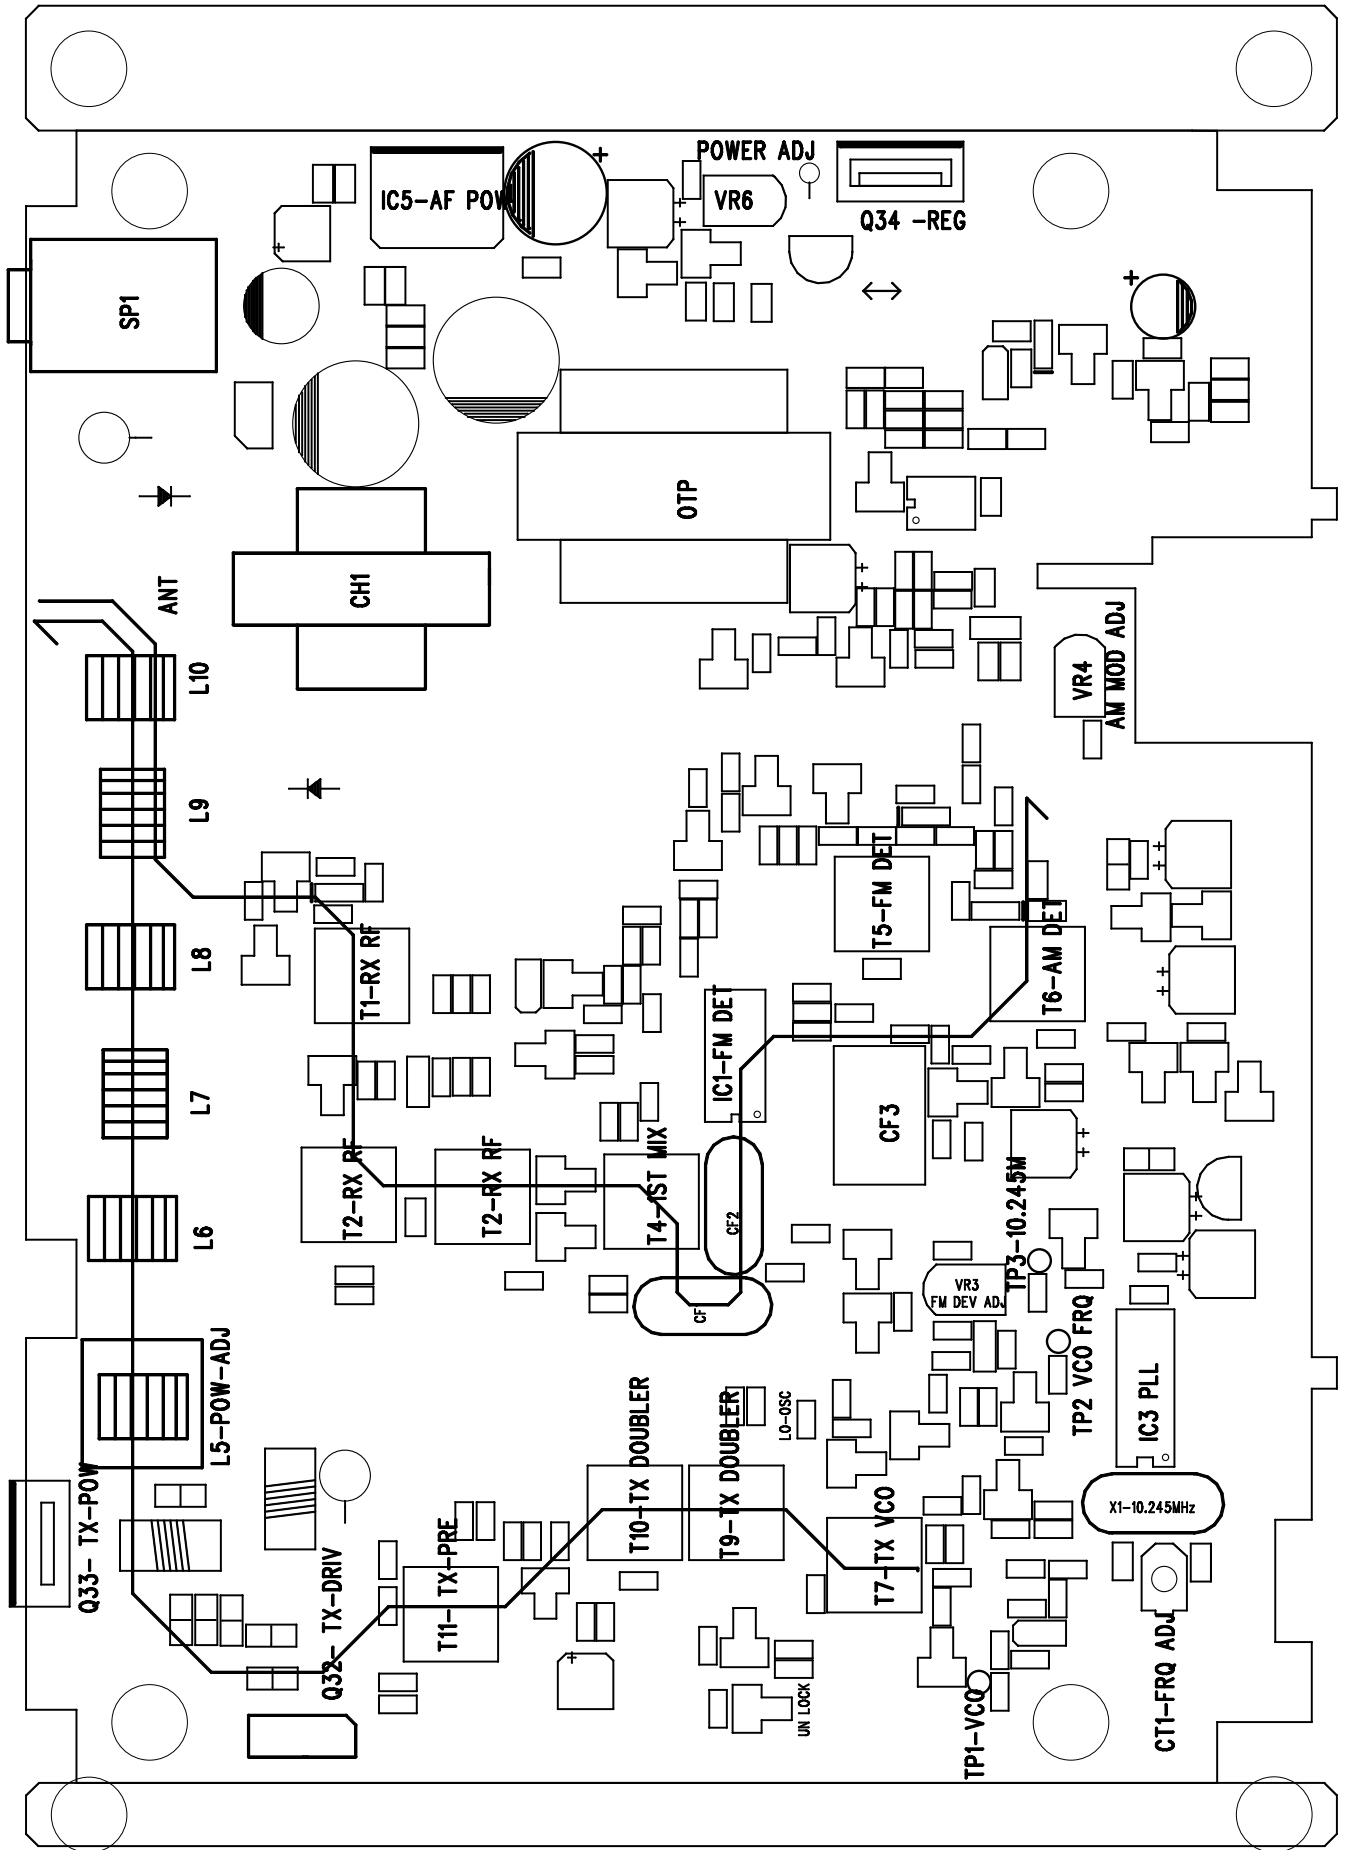 POWER ADJ
IC5-AF POW
VR6
Q34 -REG
SP1
OTP
ANT
CH1
L10
VR4
AM MOD ADJ
L9
T5-FM DET
L8
T1-RX RF
T6-AM DET
IC1-FM DET
L7
CF3
T2-RX RF
T2-RX RF
T4-1ST MIX
CF2
TP3-10.245M
L6
VR3
FM DEV ADJ
CF
TP2 VCO FRQ
L5-POW-ADJ
IC3 PLL
T10-TX DOUBLER
T9-TX DOUBLER
LO-OSC
Q33- TX-POW
X1-10.245MHz
T7-TX VCO
T11- TX-PRE
Q32- TX-DRIV
UN LOCK
TP1-VCO
CT1-FRQ ADJ